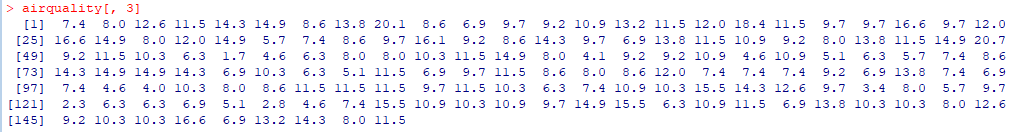 > airquality[, 3]
[1] 7.4 8.0 12.6 11.5 14.3 14.9 8.6 13.8 20.1 8.6 6.9 9.7 9.2 10.9 13.2 11.5 12.0 18.4 11.5 9.7 9.7 16.6 9.7 12.0
[25] 16.6 14.9 8.0 12.0 14.9 5.7 7.4 8.6 9.7 16.1 9.2 8.6 14.3 9.7 6.9 13.8 11.5 10.9 9.2 8.0 13.8 11.5 14.9 20.7
[49] 9.2 11.5 10.3 6.3 1.7 4.6 6.3 8.0 8.0 10.3 11.5 14.9 8.0 4.1 9.2 9.2 10.9 4.6 10.9 5.1 6.3 5.7 7.4 8.6
[73] 14.3 14.9 14.9 14.3 6.9 10.3 6.3 5.1 11.5 6.9 9.7 11.5 8.6 8.0 8.6 12.0 7.4 7.4 7.4 9.2 6.9 13.8 7.4 6.9
[97] 7.4 4.6 4.0 10.3 8.0 8.6 11.5 11.5 11.5 9.7 11.5 10.3 6.3 7.4 10.9 10.3 15.5 14.3 12.6 9.7 3.4 8.0 5.7 9.7
[121] 2.3 6.3 6.3 6.9 5.1 2.8 4.6 7.4 15.5 10.9 10.3 10.9 9.7 14.9 15.5 6.3 10.9 11.5 6.9 13.8 10.3 10.3 8.0 12.6
[145] 9.2 10.3 10.3 16.6 6.9 13.2 14.3 8.0 11.5